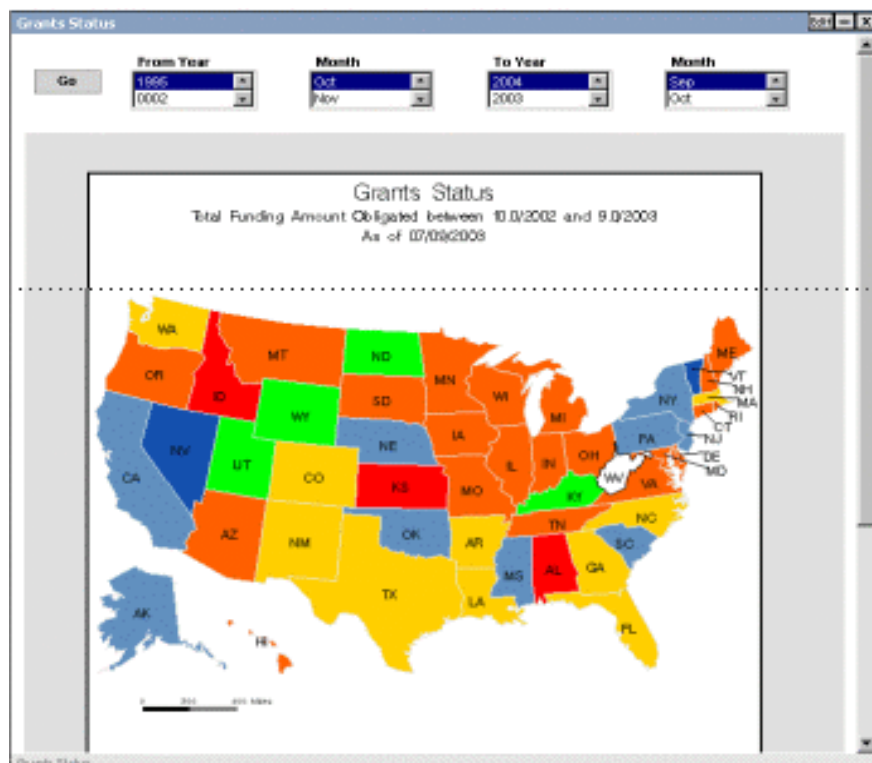 Grants Status
Edit
From Year Month To Year Month
Go
1995 Oct 2004 Sep
0002 Nov 2003 Oct
Grants Status
Total Funding Amount Obligated between 10.0/2002 and 9.0/2003
As of 07/09/2003
WA
MT
ND
ME
OR
MN
VT
ID
WI
NH
SD
NY
MA
WY
MI
RI
CT
IA
NE
PA
NJ
NV
OH
DE
UT
IL
IN
MD
CA
CO
WV
KS
MO
VA
KY
NC
AZ
OK
TN
NM
AR
SC
MS
AL
GA
TX
LA
AK
FL
HI
0
Grants Status